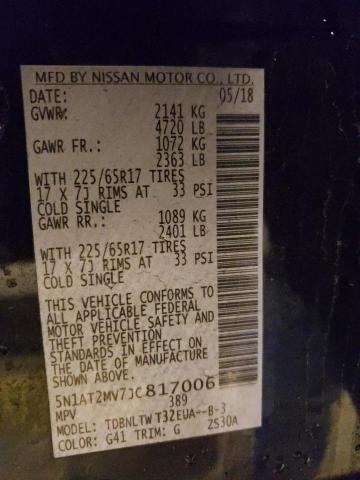 MFD BY NISSAN MOTOR CO., LTD.
DATE: 05/18
GVWR: 2141 KG
4720 LB
GAWR FR.: 1072 KG
2363 LB
WITH 225/65R17 TIRES
17 X 7J RIMS AT 33 PSI
COLD SINGLE
GAWR RR.: 1089 KG
2401 LB
WITH 225/65R17 TIRES
17 X 7J RIMS AT 33 PSI
COLD SINGLE
THIS VEHICLE CONFORMS TO
ALL APPLICABLE FEDERAL
MOTOR VEHICLE SAFETY AND
THEFT PREVENTION
STANDARDS IN EFFECT ON
THE DATE OF MANUFACTURE
5N1AT2MV7JC817006
MPV 389
MODEL: TDBNLTWT32EUA--B-3
COLOR: G41 TRIM: G ZS30A